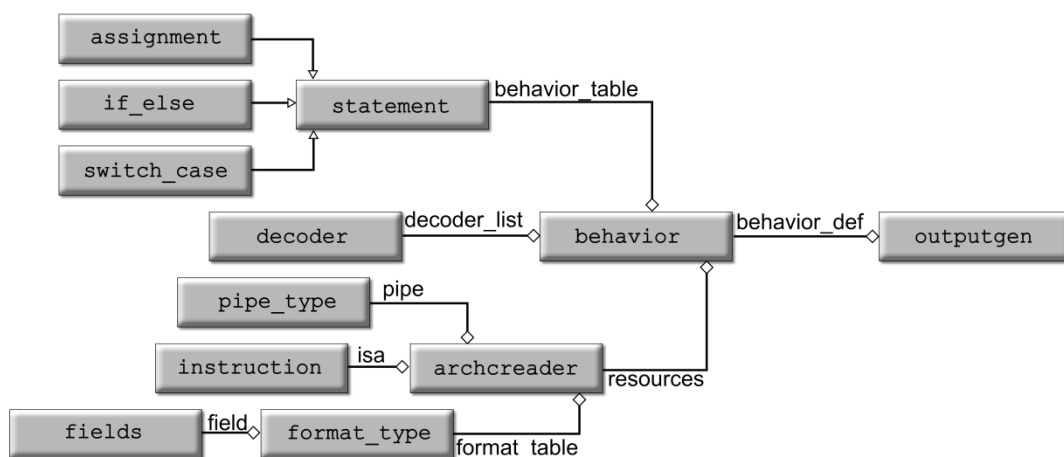 assignment
if_else
statement
behavior_table
switch_case
decoder
decoder_list
behavior
behavior_def
outputgen
pipe_type
pipe
instruction
isa
archcreader
resources
fields
field
format_type
format_table